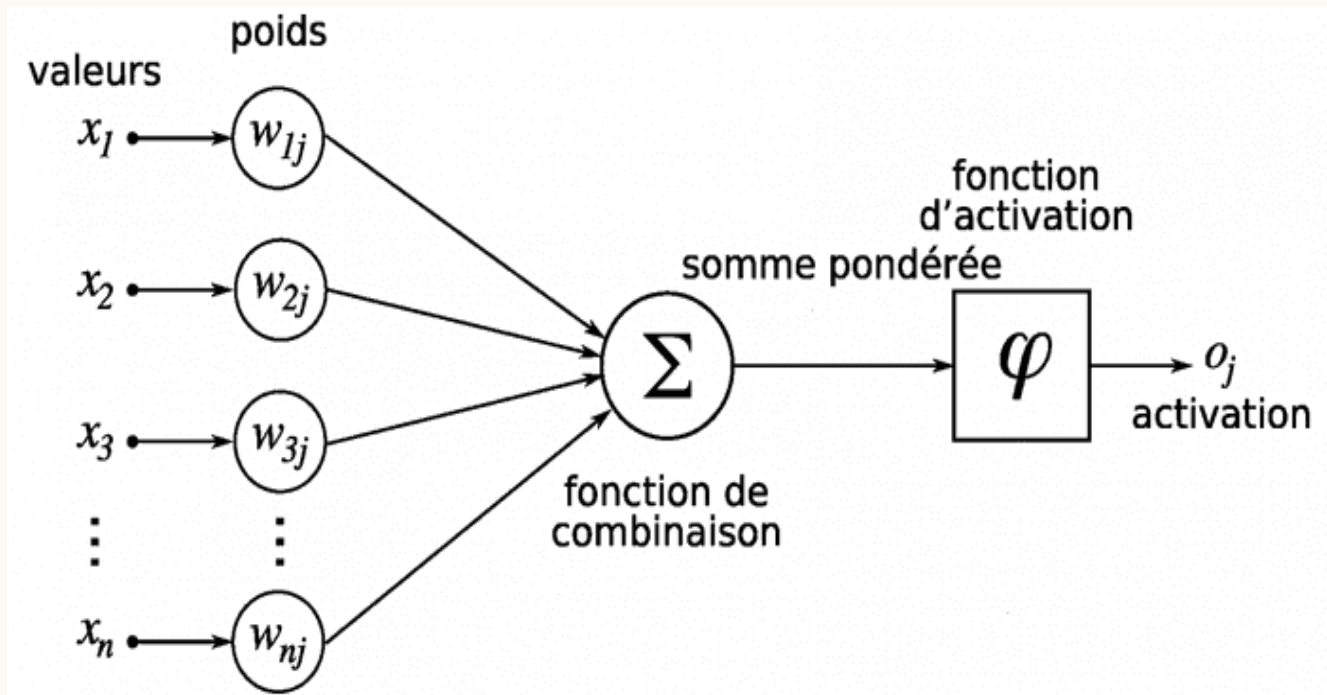 poids
valeurs
x₁
w₁ⱼ
x₂
w₂ⱼ
x₃
w₃ⱼ
⋮ ⋮
xₙ
wₙⱼ
Σ
fonction de
combinaison
somme pondérée
fonction
d'activation
φ
oⱼ
activation